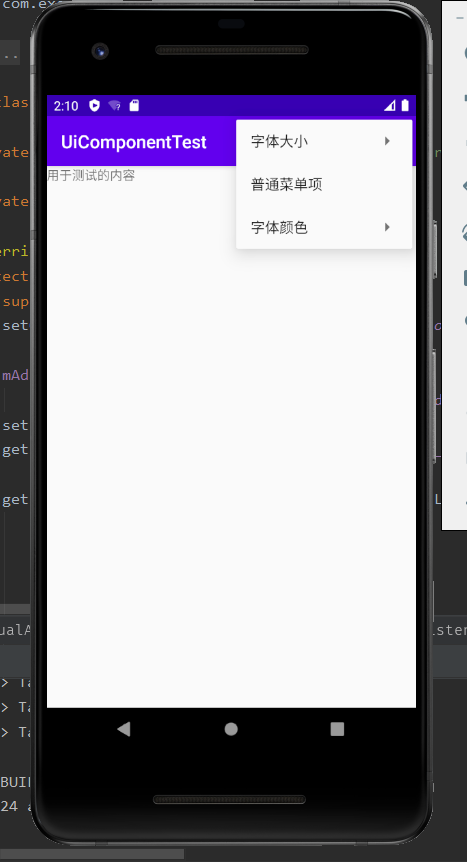 com.ex
..
clas
vate
vate
erri
tect
sup
set
mAd
set
get
get
ualA
> Ta
> Ta
> Ta
BUI
24 a
2:10
UiComponentTest
用于测试的内容
字体大小
普通菜单项
字体颜色
r
d
L
ister